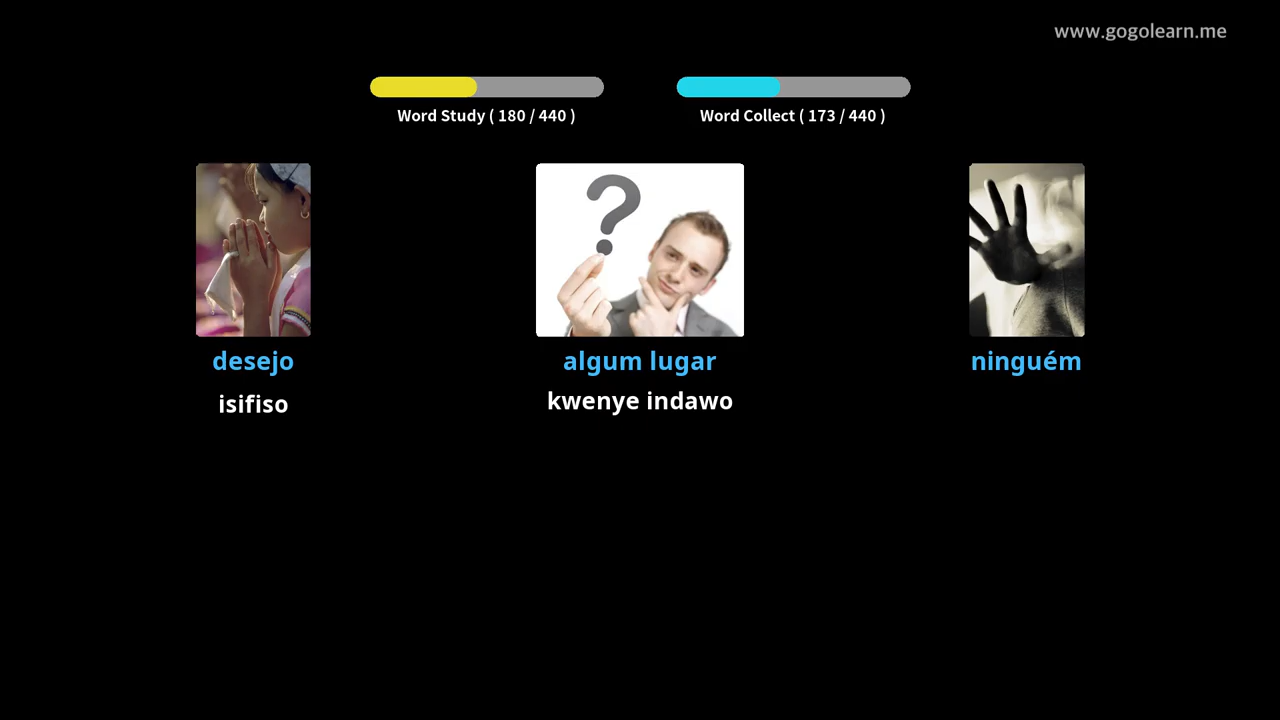 www.gogolearn.me
Word Study ( 180 / 440 )
Word Collect ( 173 / 440 )
desejo
isifiso
algum lugar
kwenye indawo
ninguém